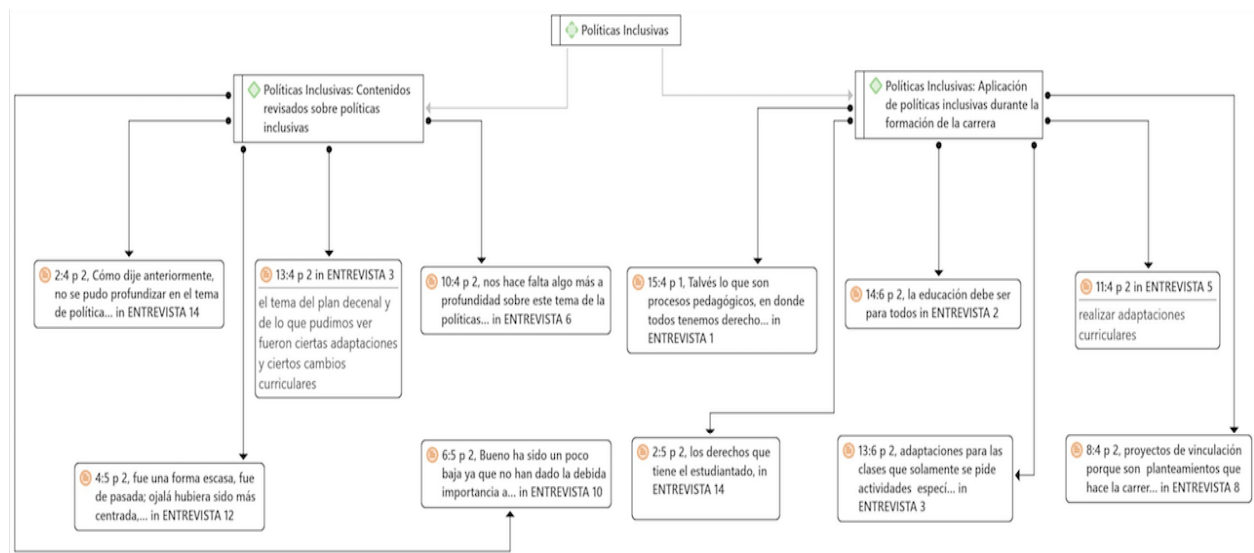 Políticas Inclusivas
Políticas Inclusivas: Contenidos
revisados sobre políticas
inclusivas
Políticas Inclusivas: Aplicación
de políticas inclusivas durante la
formación de la carrera
2:4 p 2, Cómo dije anteriormente,
no se pudo profundizar en el tema
de política... in ENTREVISTA 14
13:4 p 2 in ENTREVISTA 3
el tema del plan decenal y
de lo que pudimos ver
fueron ciertas adaptaciones
y ciertos cambios
curriculares
10:4 p 2, nos hace falta algo más a
profundidad sobre este tema de la
políticas... in ENTREVISTA 6
15:4 p 1, Talvés lo que son
procesos pedagógicos, en donde
todos tenemos derecho... in
ENTREVISTA 1
14:6 p 2, la educación debe ser
para todos in ENTREVISTA 2
11:4 p 2 in ENTREVISTA 5
realizar adaptaciones
curriculares
4:5 p 2, fue una forma escasa, fue
de pasada; ojalá hubiera sido más
centrada,... in ENTREVISTA 12
6:5 p 2, Bueno ha sido un poco
baja ya que no han dado la debida
importancia a... in ENTREVISTA 10
2:5 p 2, los derechos que
tiene el estudiantado, in
ENTREVISTA 14
13:6 p 2, adaptaciones para las
clases que solamente se pide
actividades especí... in
ENTREVISTA 3
8:4 p 2, proyectos de vinculación
porque son planteamientos que
hace la carrer... in ENTREVISTA 8